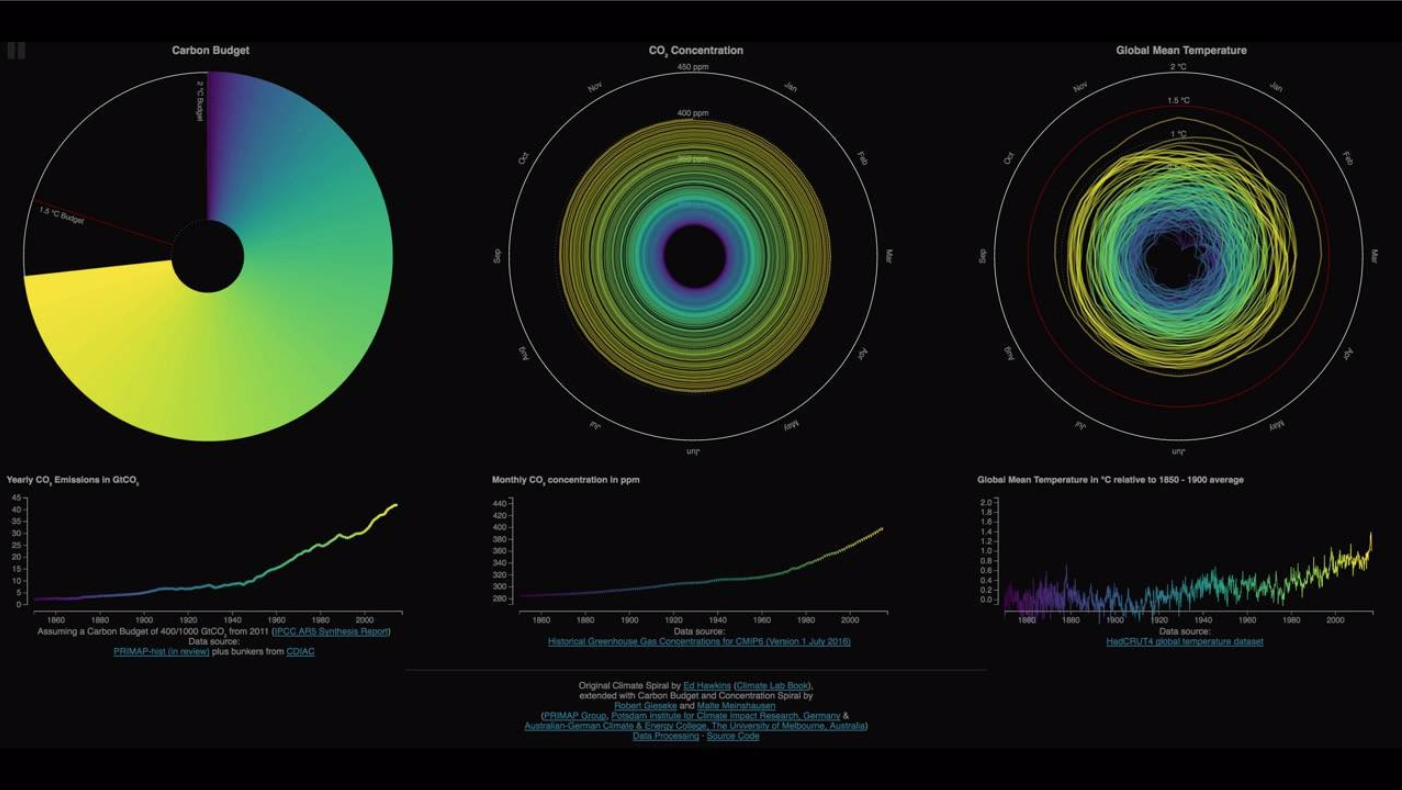 Carbon Budget
2 °C Budget
1.5 °C Budget
CO₂ Concentration
450 ppm
400 ppm
350 ppm
Nov
Jan
Oct
Feb
Sep
Mar
Aug
Apr
Jul
May
Jun
Global Mean Temperature
2 °C
1.5 °C
1 °C
Nov
Jan
Oct
Feb
Sep
Mar
Aug
Apr
Jul
May
Jun
Yearly CO₂ Emissions in GtCO₂
45
40
35
30
25
20
15
10
5
0
1860 1880 1900 1920 1940 1960 1980 2000
Assuming a Carbon Budget of 400/1000 GtCO₂ from 2011 (IPCC AR5 Synthesis Report)
Data source:
PRIMAP-hist (in review) plus bunkers from CDIAC
Monthly CO₂ concentration in ppm
440
420
400
380
360
340
320
300
280
1860 1880 1900 1920 1940 1960 1980 2000
Data source:
Historical Greenhouse Gas Concentrations for CMIP6 (Version 1 July 2016)
Global Mean Temperature in °C relative to 1850 - 1900 average
2.0
1.8
1.6
1.4
1.2
1.0
0.8
0.6
0.4
0.2
0.0
1860 1880 1900 1920 1940 1960 1980 2000
Data source:
HadCRUT4 global temperature dataset
Original Climate Spiral by Ed Hawkins (Climate Lab Book),
extended with Carbon Budget and Concentration Spiral by
Robert Gieseke and Malte Meinshausen
(PRIMAP Group, Potsdam Institute for Climate Impact Research, Germany &
Australian-German Climate & Energy College, The University of Melbourne, Australia)
Data Processing - Source Code